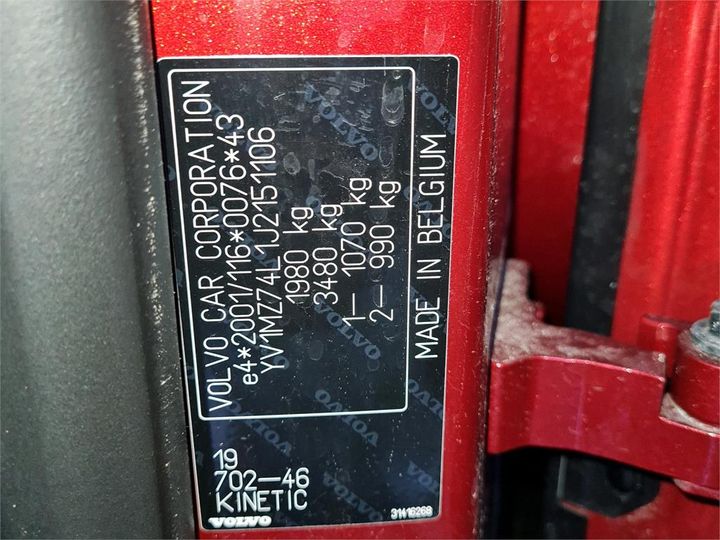 VOLVO CAR CORPORATION
e4*2001/116*0076*43
YV1MZ74L1J2151106
1980 kg
3480 kg
1– 1070 kg
2– 990 kg
MADE IN BELGIUM
19
702–46
KINETIC
VOLVO
31416268